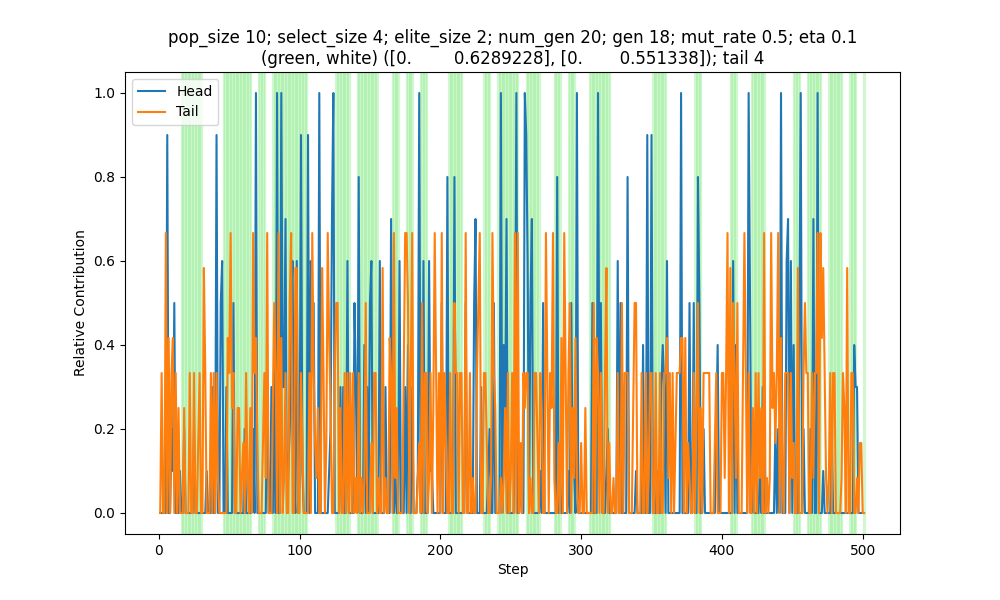 pop_size 10; select_size 4; elite_size 2; num_gen 20; gen 18; mut_rate 0.5; eta 0.1
(green, white) ([0.         0.6289228], [0.        0.551338]); tail 4
Head
Tail
1.0
0.8
0.6
0.4
0.2
0.0
Relative Contribution
0 100 200 300 400 500
Step